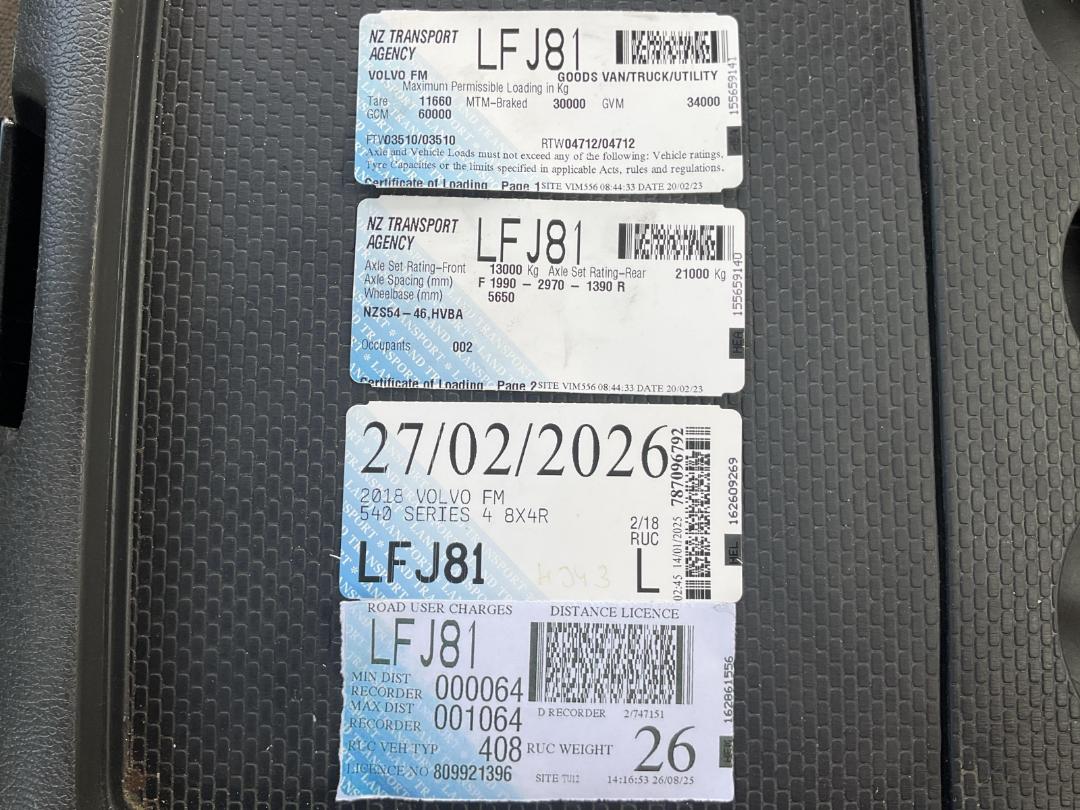 NZ TRANSPORT AGENCY LFJ81
VOLVO FM GOODS VAN/TRUCK/UTILITY
Maximum Permissible Loading in Kg
Tare 11660 MTM-Braked 30000 GVM 34000
GCM 60000
FTW03510/03510 RTW04712/04712
Axle and Vehicle Loads must not exceed any of the following: Vehicle ratings,
Tyre Capacities or the limits specified in applicable Acts, rules and regulations.
Certificate of Loading Page 1 SITE VIM556 08:44:33 DATE 20/02/23
155659141
NZ TRANSPORT AGENCY LFJ81
Axle Set Rating-Front 13000 Kg Axle Set Rating-Rear 21000 Kg
Axle Spacing (mm) F 1990 - 2970 - 1390 R
Wheelbase (mm) 5650
NZS54-46,HVBA
Occupants 002
Certificate of Loading Page 2 SITE VIM556 08:44:33 DATE 20/02/23
155659140
HEA
27/02/2026
2018 VOLVO FM
540 SERIES 4 8X4R
2/18
RUC
LFJ81
L
02:45 14/01/2025 787096792
162609269
HEL
ROAD USER CHARGES DISTANCE LICENCE
LFJ81
MIN DIST RECORDER 000064
MAX DIST RECORDER 001064
D RECORDER 2/747151
RUC VEH TYP 408 RUC WEIGHT 26
LICENCE NO 809921396 SITE TU12 14:16:53 26/08/25
162861556